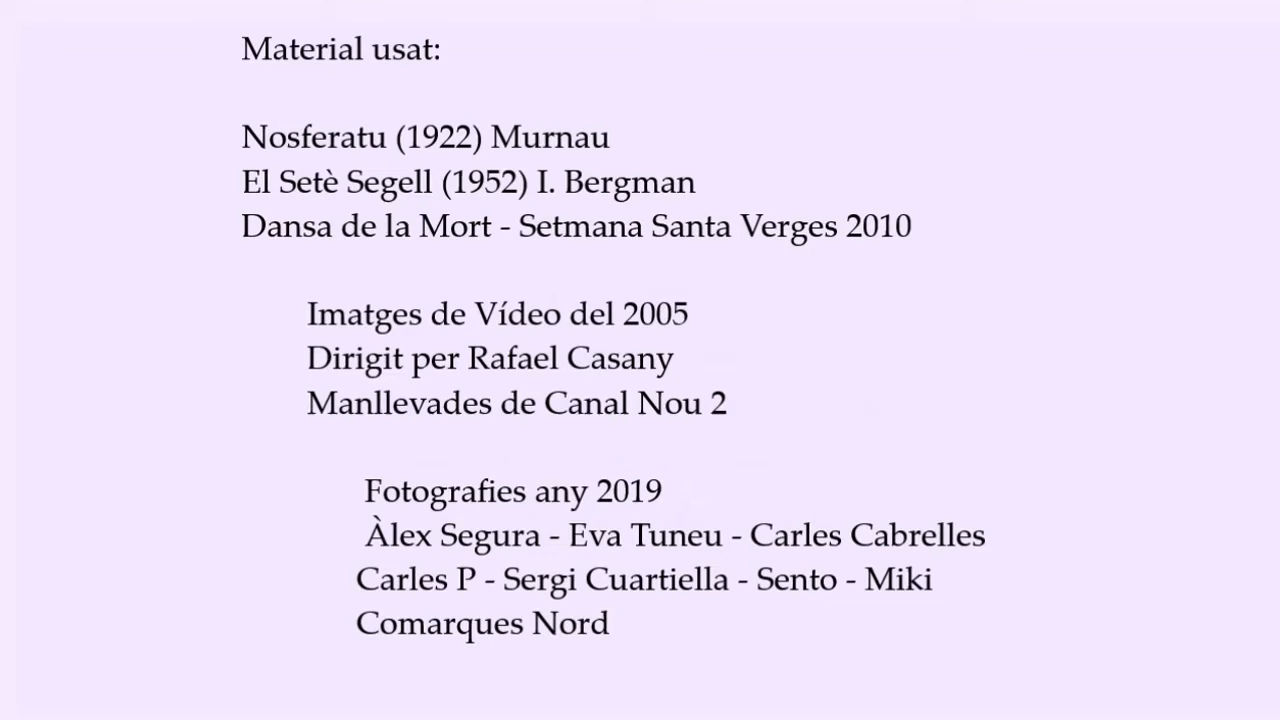 Material usat:
Nosferatu (1922) Murnau
El Setè Segell (1952) I. Bergman
Dansa de la Mort - Setmana Santa Verges 2010
Imatges de Vídeo del 2005
Dirigit per Rafael Casany
Manllevades de Canal Nou 2
Fotografies any 2019
Àlex Segura - Eva Tuneu - Carles Cabrelles
Carles P - Sergi Cuartiella - Sento - Miki
Comarques Nord